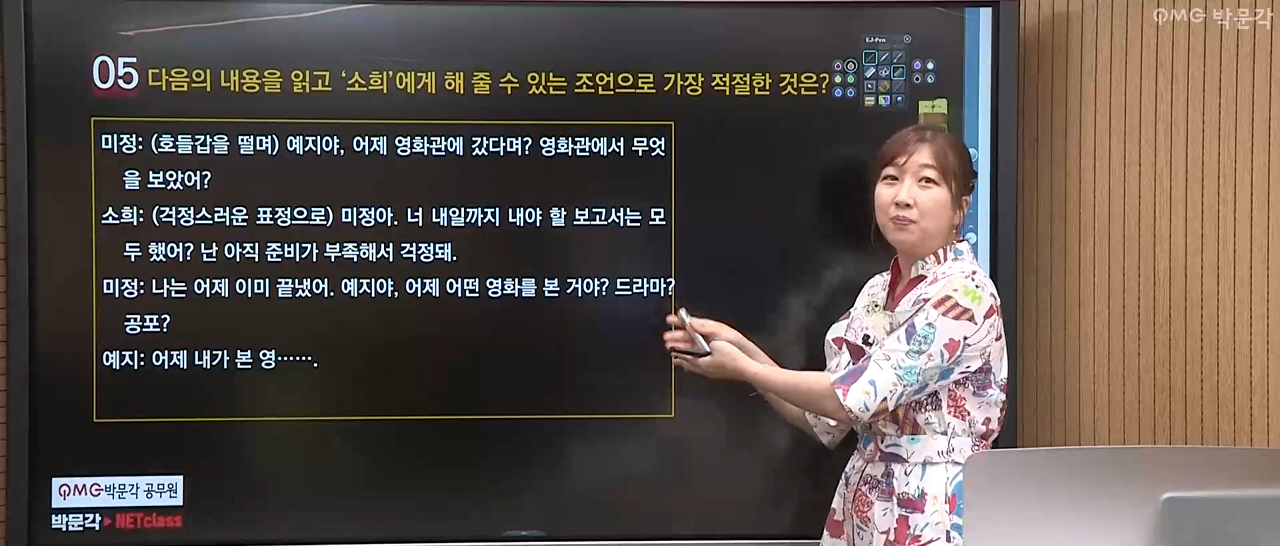 QMG 박문각
EJ-Pen
05 다음의 내용을 읽고 ‘소희’에게 해 줄 수 있는 조언으로 가장 적절한 것은?
미정: (호들갑을 떨며) 예지야, 어제 영화관에 갔다며? 영화관에서 무엇
을 보았어?
소희: (걱정스러운 표정으로) 미정아. 너 내일까지 내야 할 보고서는 모
두 했어? 난 아직 준비가 부족해서 걱정돼.
미정: 나는 어제 이미 끝냈어. 예지야, 어제 어떤 영화를 본 거야? 드라마?
공포?
예지: 어제 내가 본 영…….
QMG박문각 공무원
박문각 NETclass